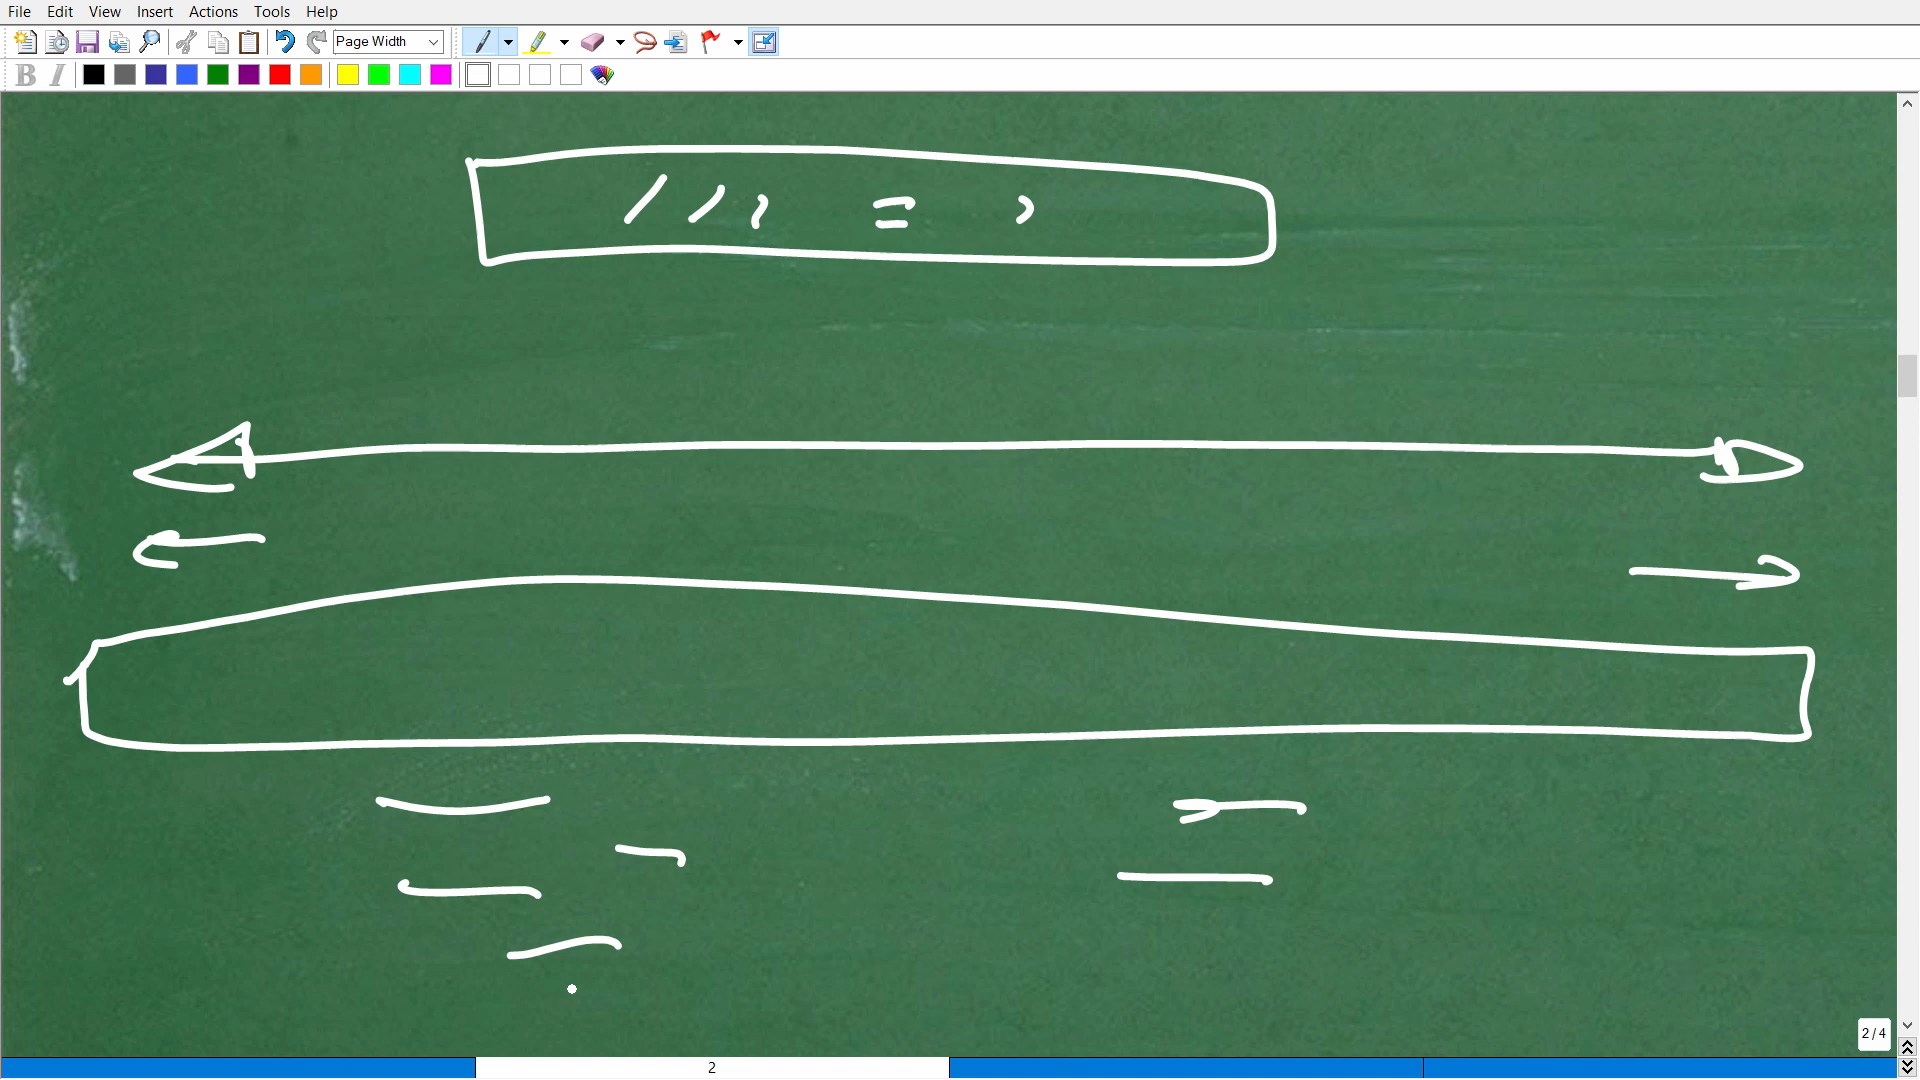 File Edit View Insert Actions Tools Help
Page Width
B I
=
2 / 4
2